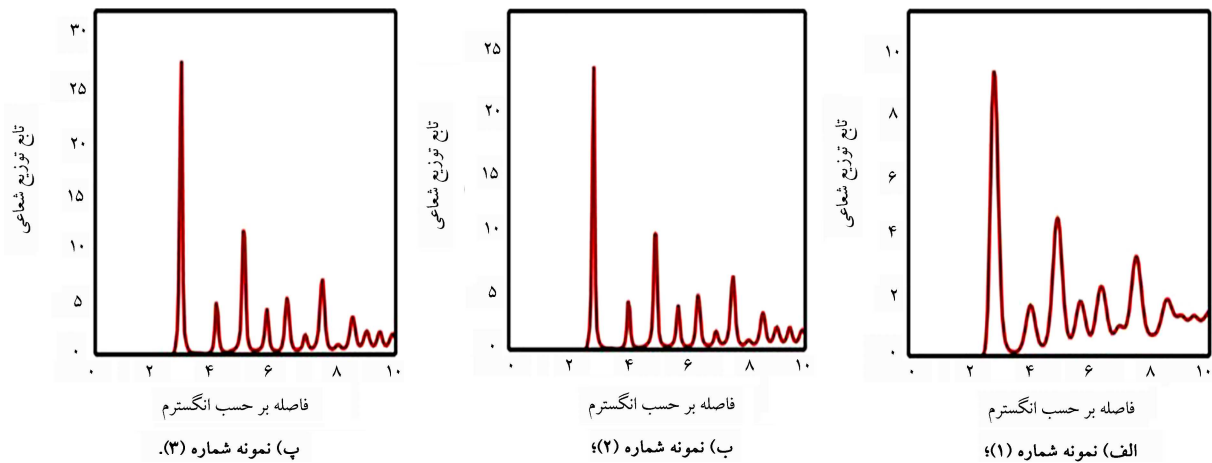 تابع توزیع شعاعی
۱۰
۸
۶
۴
۲
۰
۰ ۲ ۴ ۶ ۸ ۱۰
فاصله بر حسب انگسترم
الف) نمونه شماره (۱)؛
تابع توزیع شعاعی
۲۵
۲۰
۱۵
۱۰
۵
۰
۰ ۲ ۴ ۶ ۸ ۱۰
فاصله بر حسب انگسترم
ب) نمونه شماره (۲)؛
تابع توزیع شعاعی
۳۰
۲۵
۲۰
۱۵
۱۰
۵
۰
۰ ۲ ۴ ۶ ۸ ۱۰
فاصله بر حسب انگسترم
پ) نمونه شماره (۳).